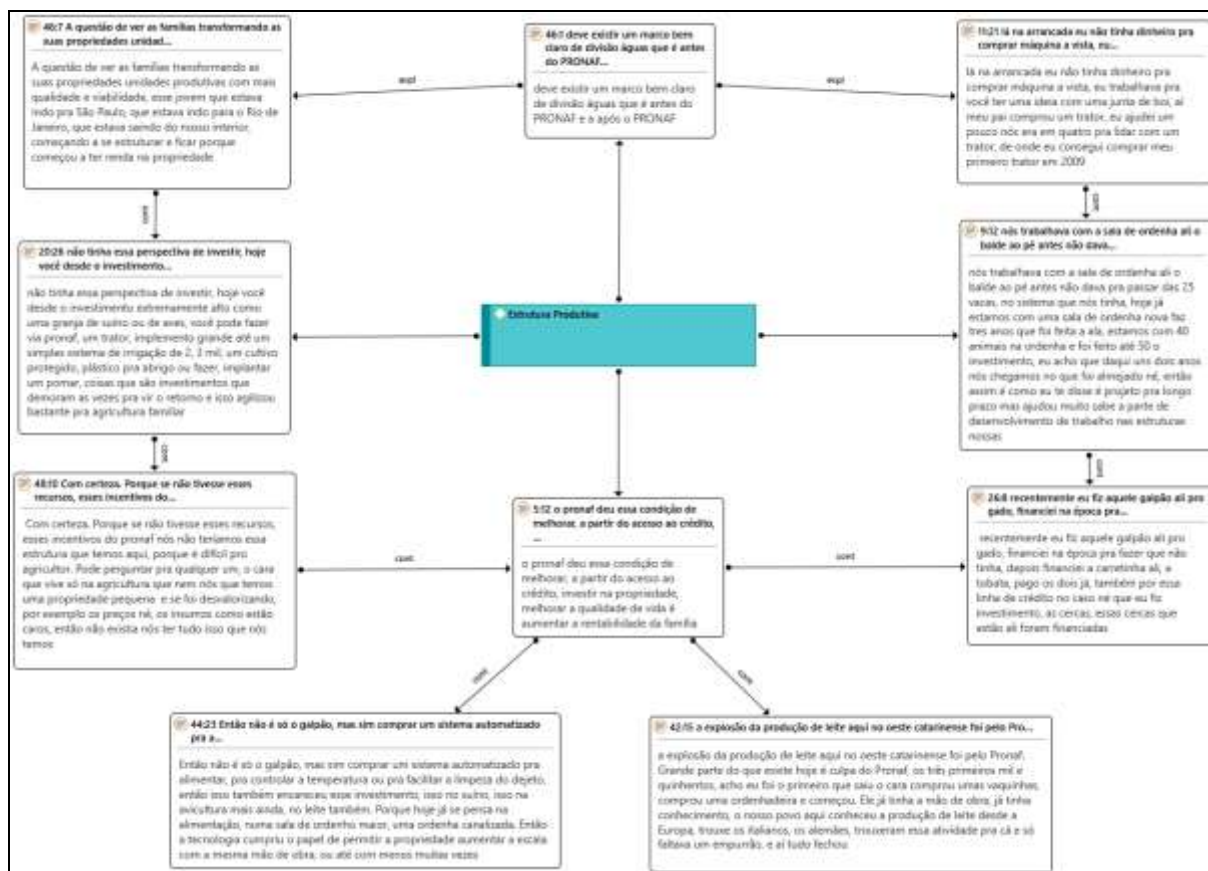 46:7 A questão de ver as famílias transformando as
suas propriedades unidad...
A questão de ver as famílias transformando as
suas propriedades unidades produtivas com mais
qualidade e viabilidade, esse jovem que estava
indo pra São Paulo, que estava indo para o Rio de
Janeiro, que estava saindo do nosso interior,
começando a se estruturar e ficar porque
começou a ter renda na propriedade
46:1 deve existir um marco bem
claro de divisão águas que é antes
do PRONAF...
deve existir um marco bem claro
de divisão águas que é antes do
PRONAF e a após o PRONAF
11:21 lá na arrancada eu não tinha dinheiro pra
comprar máquina a vista, eu...
lá na arrancada eu não tinha dinheiro pra
comprar máquina a vista, eu trabalhava pra
você ter uma ideia com uma junta de boi, aí
meu pai comprou um trator, eu ajudei um
pouco nós era em quatro pra lidar com um
trator, de onde eu consegui comprar meu
primeiro trator em 2009
expl
expl
cont
cont
20:26 não tinha essa perspectiva de investir, hoje
você desde o investimento...
não tinha essa perspectiva de investir, hoje você
desde o investimento extremamente alto como
uma granja de suíno ou de aves, você pode fazer
via pronaf, um trator, implemento grande até um
simples sistema de irrigação de 2, 3 mil, um cultivo
protegido, plástico pra abrigo ou fazer, implantar
um pomar, coisas que são investimentos que
demoram as vezes pra vir o retorno e isso agilizou
bastante pra agricultura familiar
Estrutura Produtiva
9:12 nós trabalhava com a sala de ordenha ali o
balde ao pé antes não dava...
nós trabalhava com a sala de ordenha ali o
balde ao pé antes não dava pra passar das 25
vacas, no sistema que nós tinha, hoje já
estamos com uma sala de ordenha nova faz
três anos que foi feita a ala, estamos com 40
animais na ordenha e foi feito até 50 o
investimento, eu acho que daqui uns dois anos
nós chegamos no que foi almejado né, então
assim é como eu te disse é projeto pra longo
prazo mas ajudou muito sabe a parte de
desenvolvimento de trabalho nas estruturas
nossas
cont
cont
48:10 Com certeza. Porque se não tivesse esses
recursos, esses incentivos do...
Com certeza. Porque se não tivesse esses recursos,
esses incentivos do pronaf nós não teríamos essa
estrutura que temos aqui, porque é difícil pro
agricultor. Pode perguntar pra qualquer um, o cara
que vive só na agricultura que nem nós que temos
uma propriedade pequena e se foi desvalorizando,
por exemplo os preços né, os insumos como estão
caros, então não existia nós ter tudo isso que nós
temos
5:12 o pronaf deu essa condição de
melhorar, a partir do acesso ao crédito,
...
o pronaf deu essa condição de
melhorar, a partir do acesso ao
crédito, investir na propriedade,
melhorar a qualidade de vida é
aumentar a rentabilidade da família
26:8 recentemente eu fiz aquele galpão ali pro
gado, financiei na época pra...
recentemente eu fiz aquele galpão ali pro
gado, financiei na época pra fazer que não
tinha, depois financiei a carretinha ali, a
tobata, pago os dois já, também por essa
linha de crédito no caso né que eu fiz
investimento, as cercas, essas cercas que
estão ali foram financiadas
cont
cont
cont
cont
44:23 Então não é só o galpão, mas sim comprar um sistema automatizado
pra a...
Então não é só o galpão, mas sim comprar um sistema automatizado pra
alimentar, pra controlar a temperatura ou pra facilitar a limpeza do dejeto,
então isso também encareceu esse investimento, isso no suíno, isso na
avicultura mais ainda, no leite também. Porque hoje já se pensa na
alimentação, numa sala de ordenho maior, uma ordenha canalizada. Então
a tecnologia cumpriu o papel de permitir a propriedade aumentar a escala
com a mesma mão de obra, ou até com menos muitas vezes
42:15 a explosão da produção de leite aqui no oeste catarinense foi pelo Pro...
a explosão da produção de leite aqui no oeste catarinense foi pelo Pronaf.
Grande parte do que existe hoje é culpa do Pronaf, os três primeiros mil e
quinhentos, acho eu foi o primeiro que saiu o cara comprou umas vaquinhas,
comprou uma ordenhadeira e começou. Ele já tinha a mão de obra, já tinha
conhecimento, o nosso povo aqui conheceu a produção de leite desde a
Europa, trouxe os italianos, os alemães, trouxeram essa atividade pra cá e só
faltava um empurrão, e aí tudo fechou